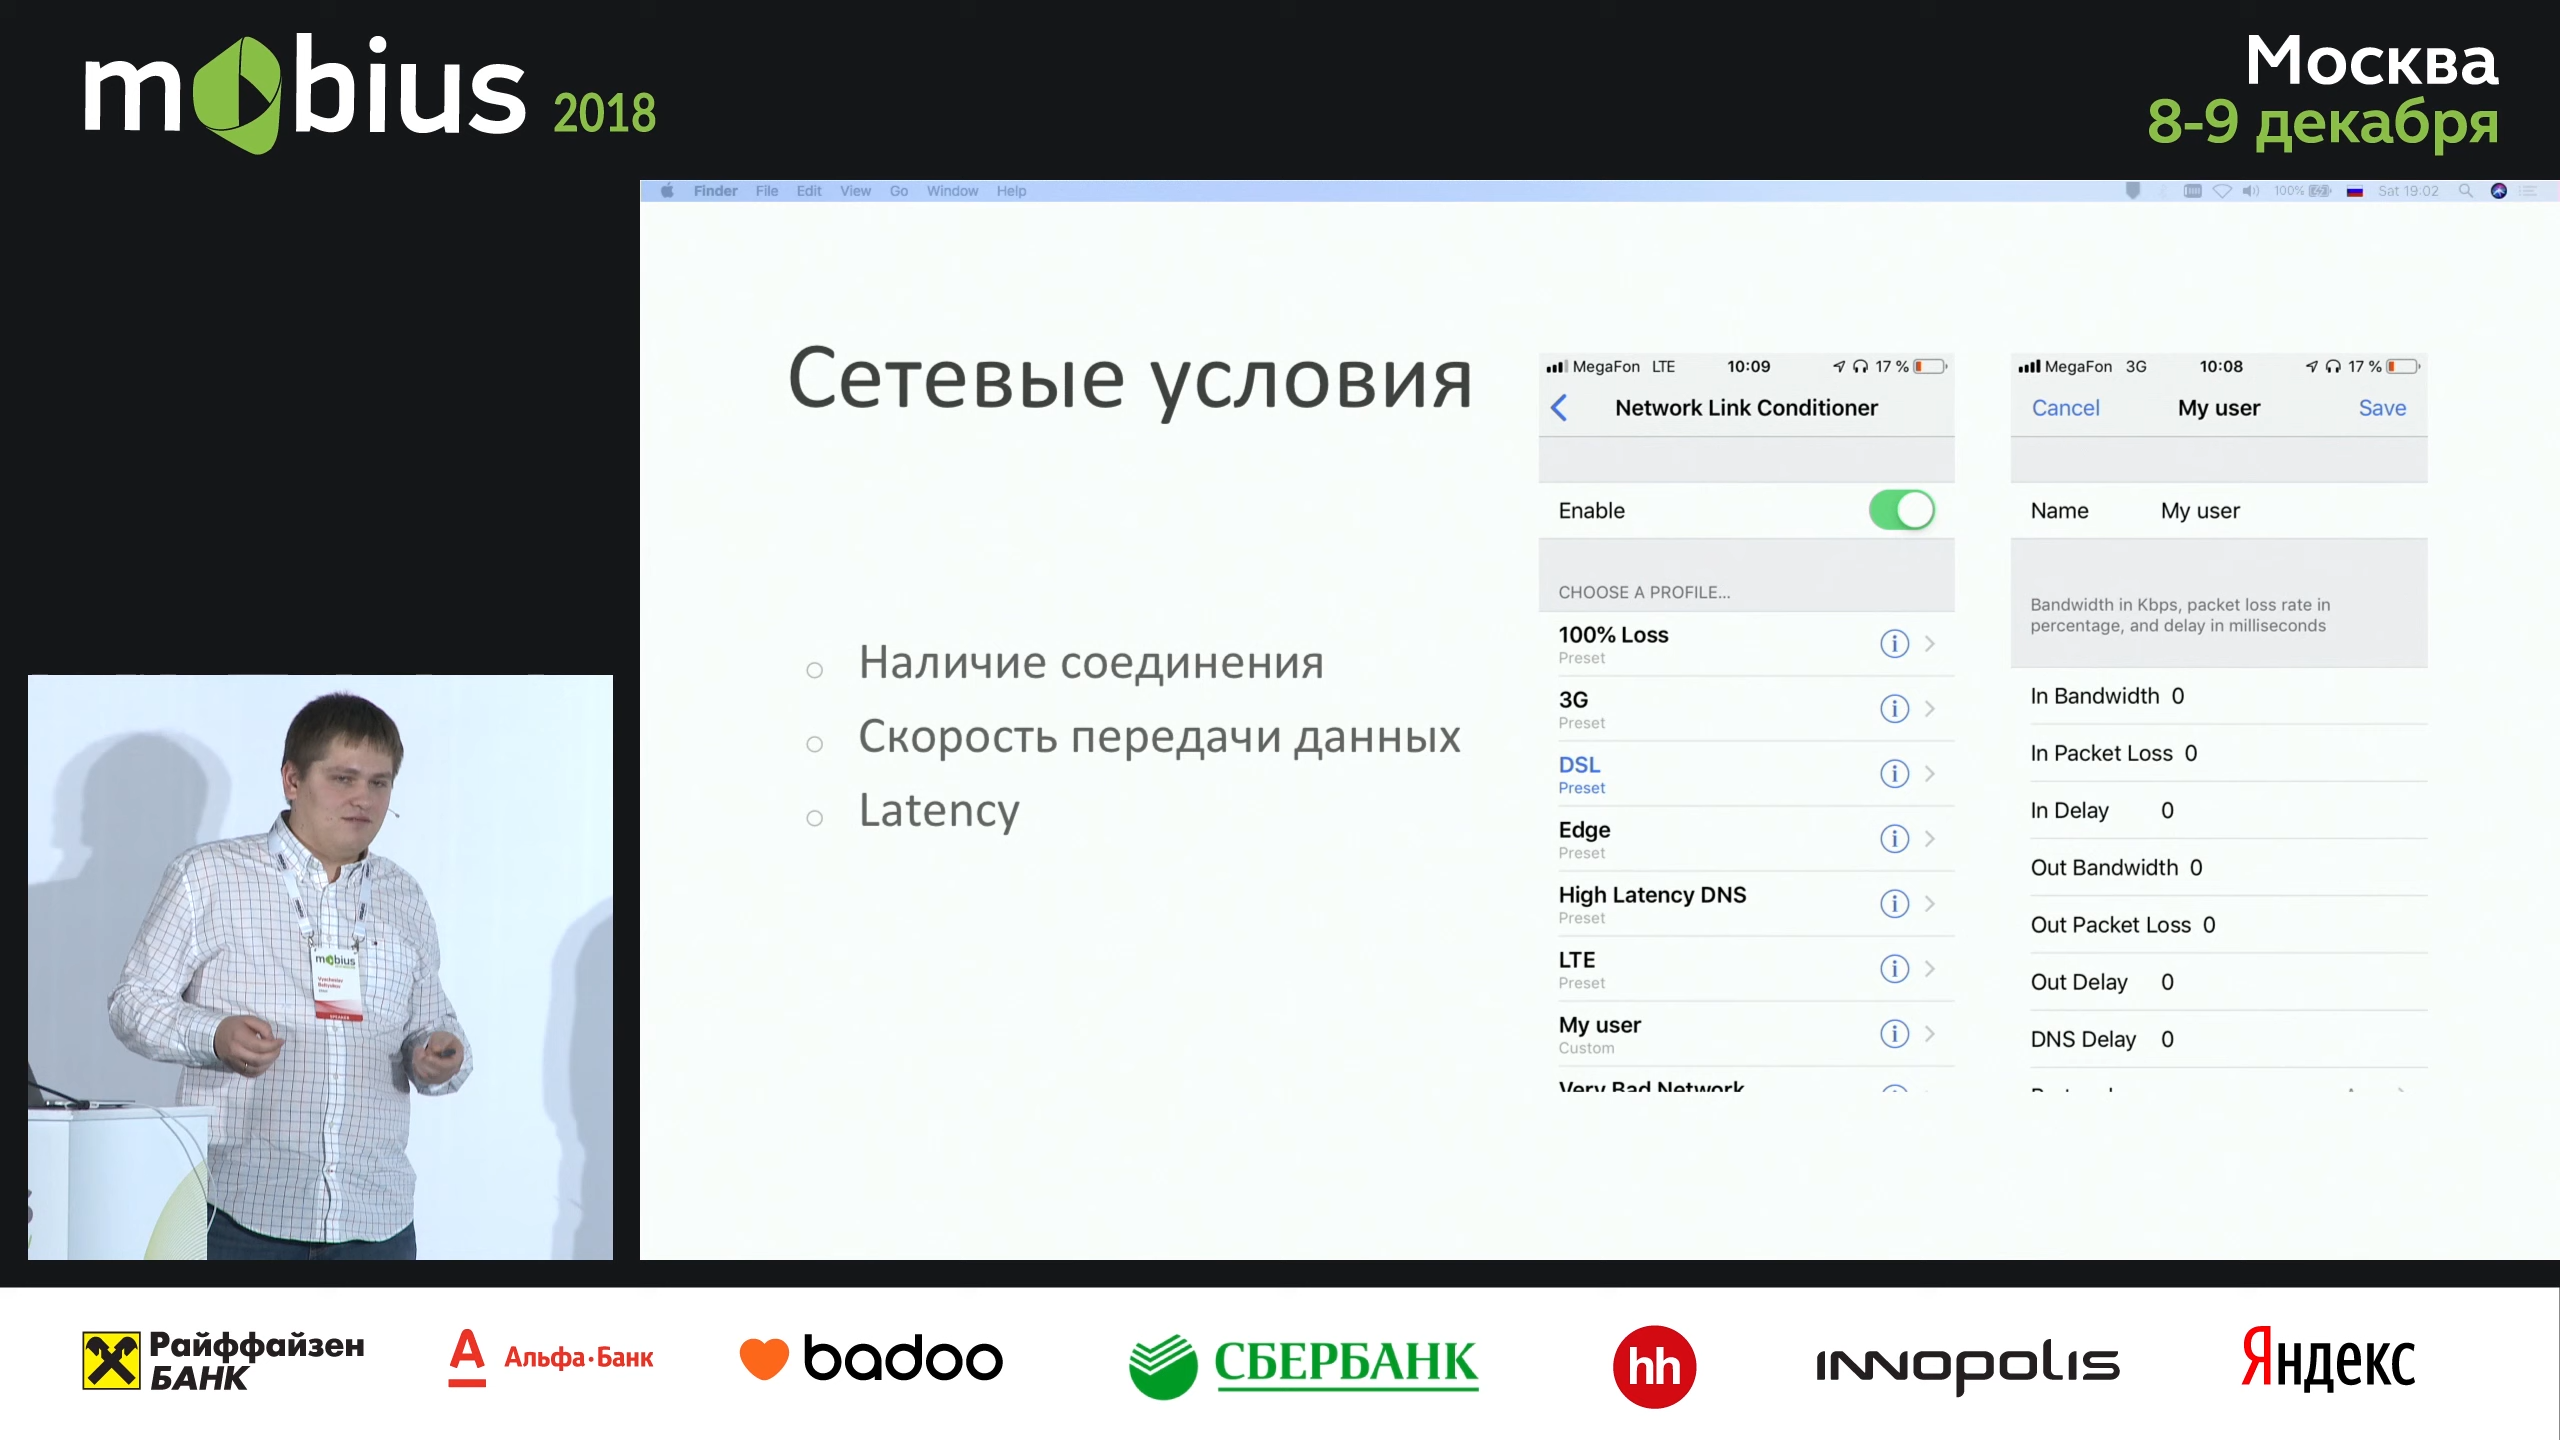 mobius 2018
Москва
8-9 декабря
Finder File Edit View Go Window Help
100% Sat 19:02
Сетевые условия
Наличие соединения
Скорость передачи данных
Latency
MegaFon LTE 10:09 17 %
Network Link Conditioner
Enable
CHOOSE A PROFILE...
100% Loss
Preset
3G
Preset
DSL
Preset
Edge
Preset
High Latency DNS
Preset
LTE
Preset
My user
Custom
Very Bad Network
MegaFon 3G 10:08 17 %
Cancel My user Save
Name My user
Bandwidth in Kbps, packet loss rate in
percentage, and delay in milliseconds
In Bandwidth 0
In Packet Loss 0
In Delay 0
Out Bandwidth 0
Out Packet Loss 0
Out Delay 0
DNS Delay 0
mobius
SPEAKER
Райффайзен
БАНК
Альфа·Банк
badoo
СБЕРБАНК
hh
INNOPOLIS
Яндекс